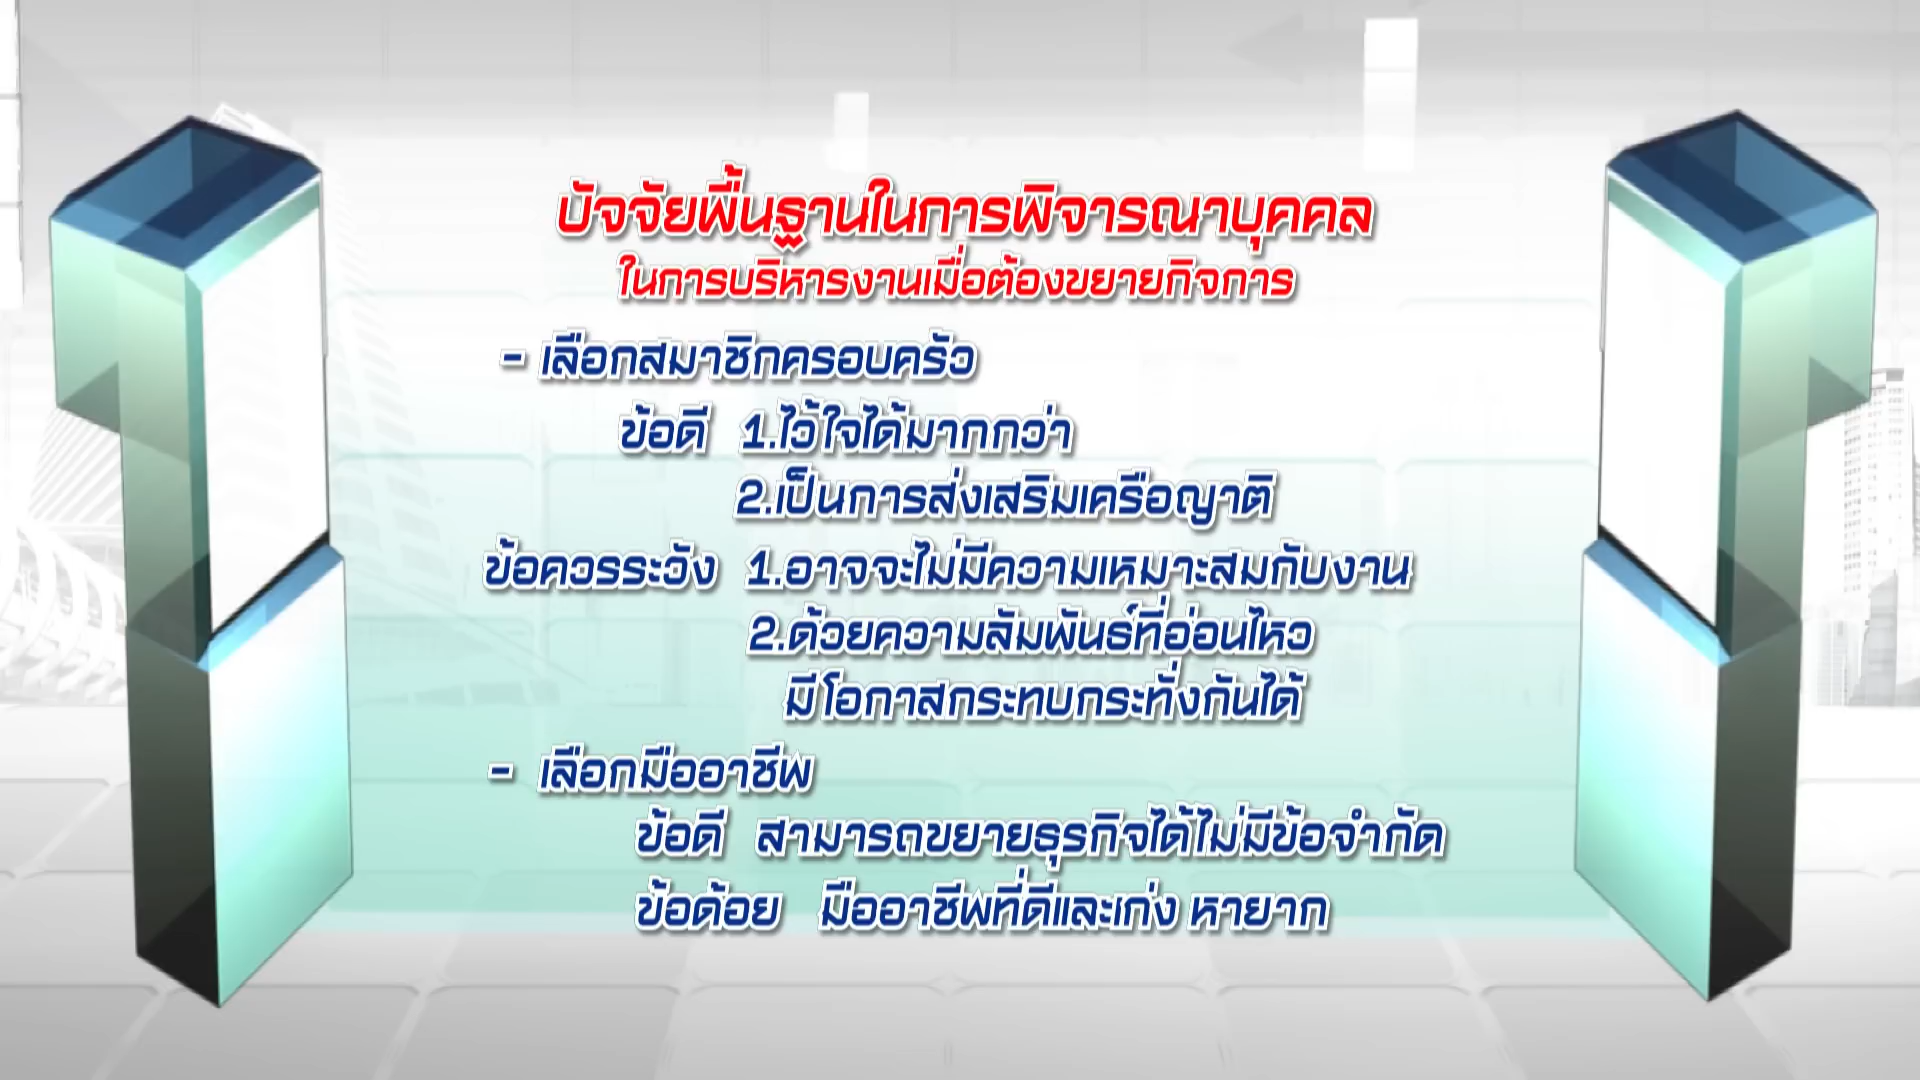 ปัจจัยพื้นฐานในการพิจารณาบุคคล
ในการบริหารงานเมื่อต้องขยายกิจการ
- เลือกสมาชิกครอบครัว
ข้อดี 1.ไว้ใจได้มากกว่า
2.เป็นการส่งเสริมเครือญาติ
ข้อควรระวัง 1.อาจจะไม่มีความเหมาะสมกับงาน
2.ด้วยความสัมพันธ์ที่อ่อนไหว
มีโอกาสกระทบกระทั่งกันได้
- เลือกมืออาชีพ
ข้อดี สามารถขยายธุรกิจได้ไม่มีข้อจำกัด
ข้อด้อย มืออาชีพที่ดีและเก่ง หายาก